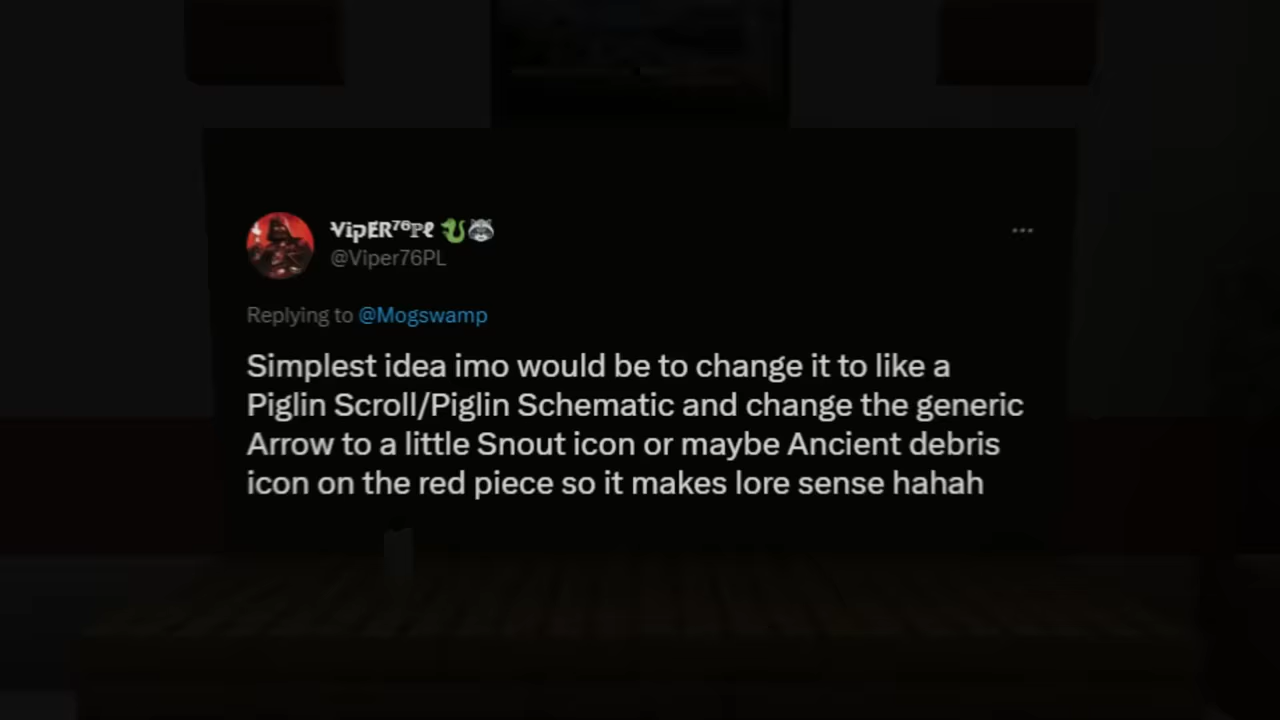 VipER⁷⁶ℙℓ 🐍🦝
@Viper76PL
Replying to @Mogswamp
Simplest idea imo would be to change it to like a
Piglin Scroll/Piglin Schematic and change the generic
Arrow to a little Snout icon or maybe Ancient debris
icon on the red piece so it makes lore sense hahah